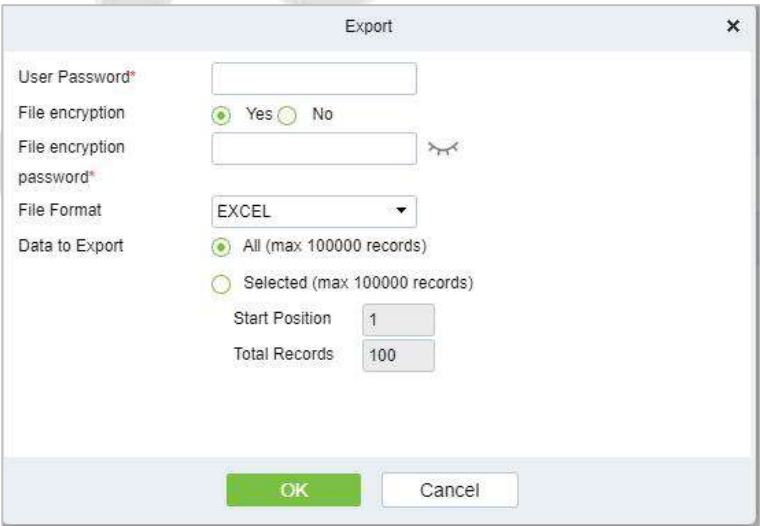 Export
User Password*
File encryption Yes No
File encryption
password*
File Format EXCEL
Data to Export All (max 100000 records)
Selected (max 100000 records)
Start Position 1
Total Records 100
OK Cancel